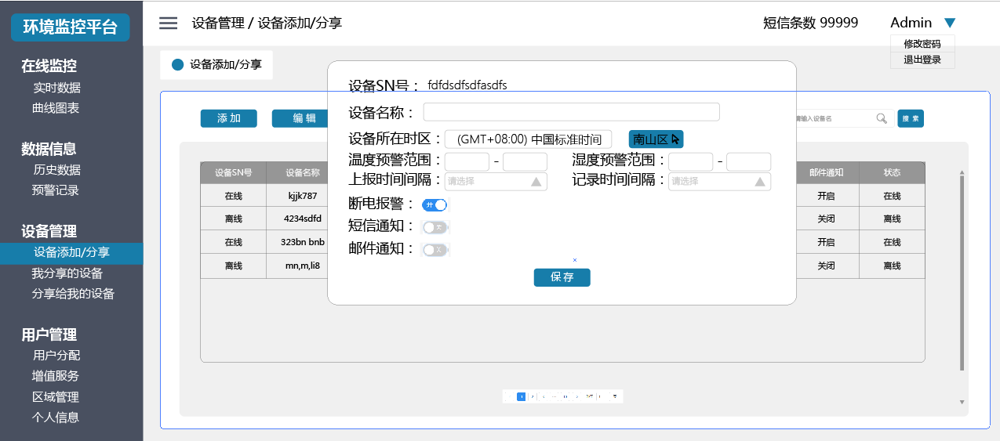 环境监控平台
设备管理 / 设备添加/分享
短信条数 99999
Admin
修改密码
退出登录
在线监控
实时数据
曲线图表
数据信息
历史数据
预警记录
设备管理
设备添加/分享
我分享的设备
分享给我的设备
用户管理
用户分配
增值服务
区域管理
个人信息
设备添加/分享
添 加
编 辑
请输入设备名
搜 索
设备SN号 设备名称 邮件通知 状态
在线 kjjk787 开启 在线
离线 4234sdfd 关闭 离线
在线 323bn bnb 开启 在线
离线 mn,m,li8 关闭 离线
设备SN号： fdfdsdfsdfasdfs
设备名称：
设备所在时区： (GMT+08:00) 中国标准时间 南山区
温度预警范围： - 湿度预警范围： -
上报时间间隔： 请选择 记录时间间隔： 请选择
断电报警： 开
短信通知： 关
邮件通知：
保 存